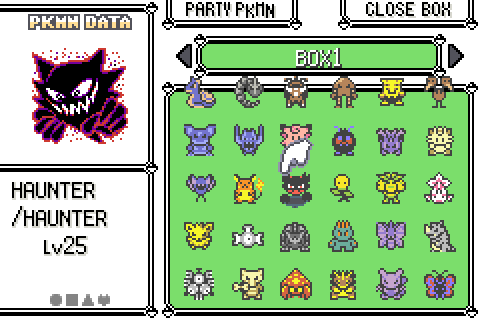 PKMN DATA
PARTY PKMN
CLOSE BOX
BOX1
HAUNTER
/HAUNTER
Lv25